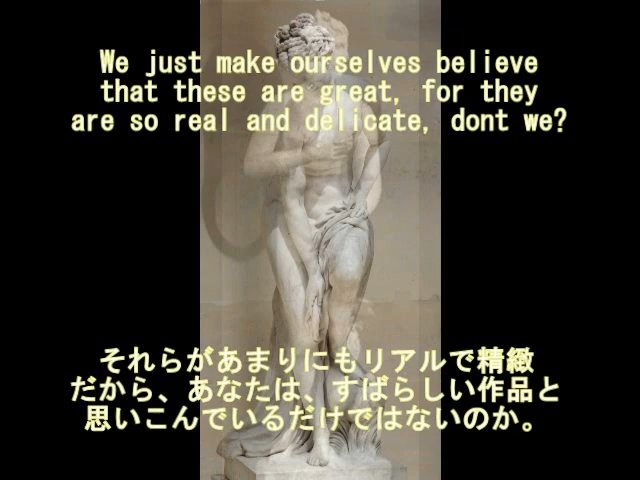 We just make ourselves believe
that these are great, for they
are so real and delicate, dont we?
それらがあまりにもリアルで精緻
だから、あなたは、すばらしい作品と
思いこんでいるだけではないのか。